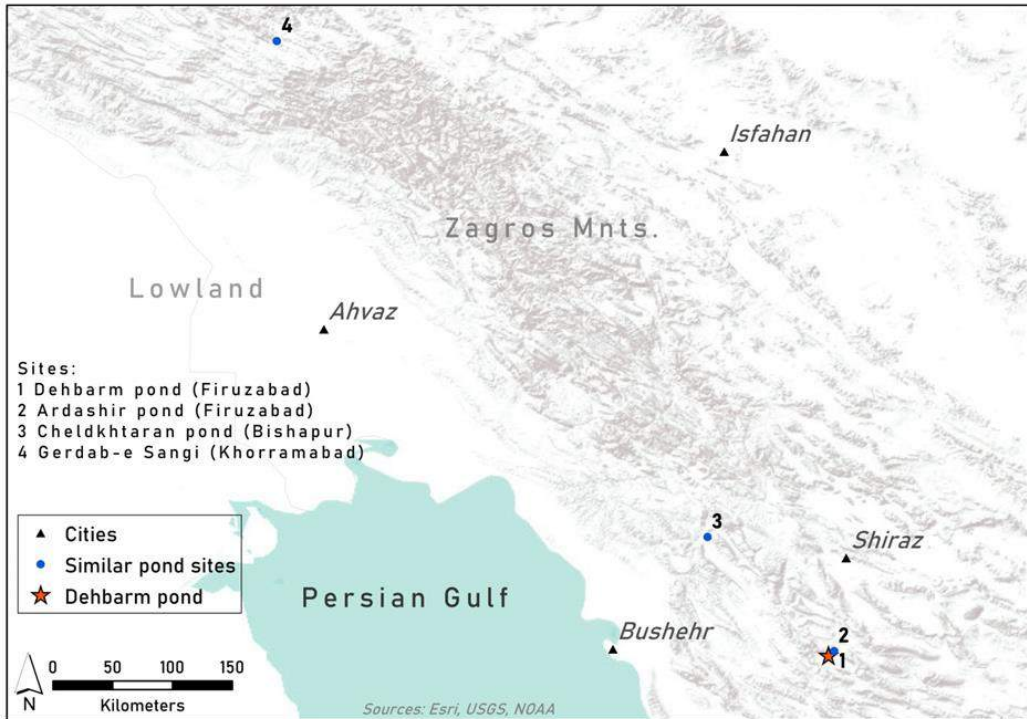 4
Isfahan
Zagros Mnts.
Lowland
Ahvaz
Sites:
1 Dehbarm pond (Firuzabad)
2 Ardashir pond (Firuzabad)
3 Cheldkhtaran pond (Bishapur)
4 Gerdab-e Sangi (Khorramabad)
3
Cities
Similar pond sites
Dehbarm pond
Shiraz
Persian Gulf
Bushehr
2
1
0 50 100 150
Kilometers
N
Sources: Esri, USGS, NOAA